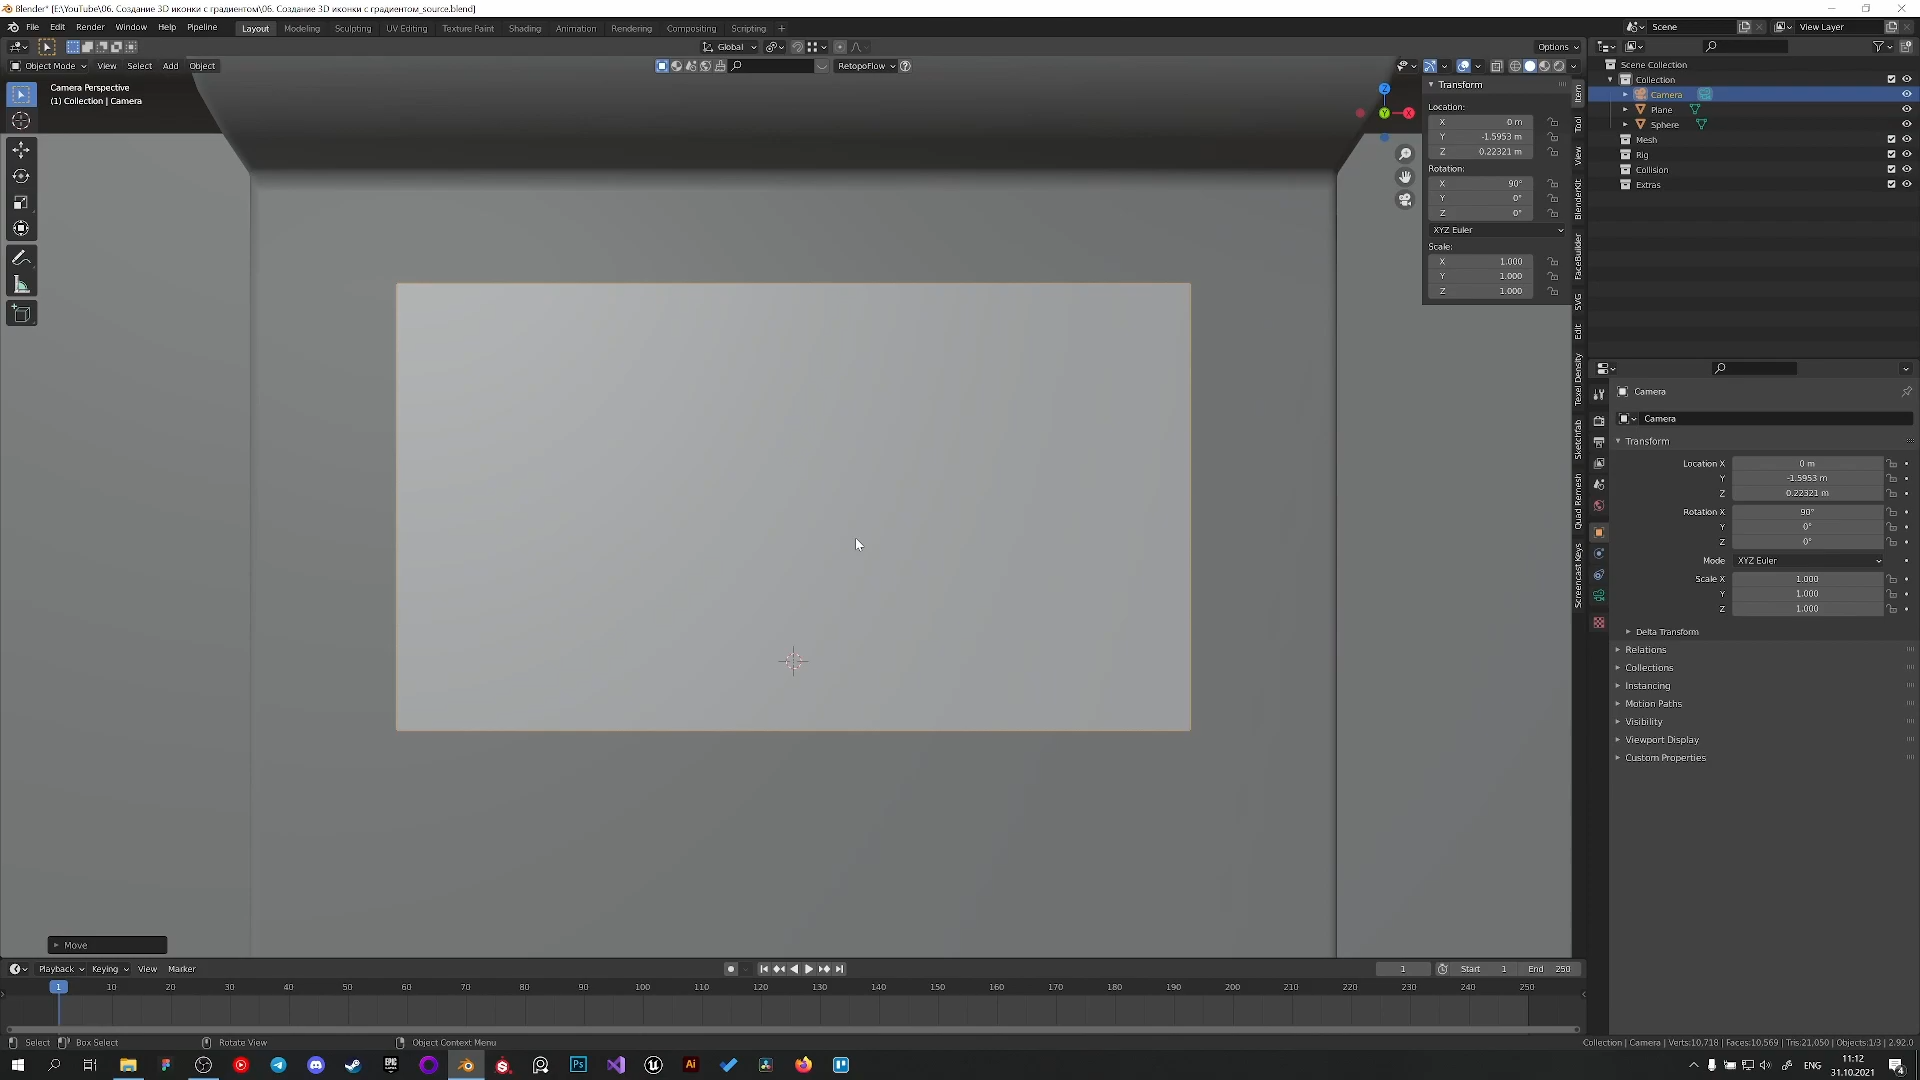 Blender* [E:\YouTube\06. Создание 3D иконки с градиентом\06. Создание 3D иконки с градиентом_source.blend]
File Edit Render Window Help Pipeline
Layout Modeling Sculpting UV Editing Texture Paint Shading Animation Rendering Compositing Scripting +
Scene
View Layer
Global
Options
Object Mode View Select Add Object
RetopoFlow
Camera Perspective
(1) Collection | Camera
Z
Y
X
Transform
Location:
X 0 m
Y -1.5953 m
Z 0.22321 m
Rotation:
X 90°
Y 0°
Z 0°
XYZ Euler
Scale:
X 1.000
Y 1.000
Z 1.000
Item
Tool
View
BlenderKit
FaceBuilder
SVG
Edit
Texel Density
Sketchfab
Quad Remesh
Screencast Keys
Scene Collection
Collection
Camera
Plane
Sphere
Mesh
Rig
Collision
Extras
Camera
Camera
Transform
Location X 0 m
Y -1.5953 m
Z 0.22321 m
Rotation X 90°
Y 0°
Z 0°
Mode XYZ Euler
Scale X 1.000
Y 1.000
Z 1.000
Delta Transform
Relations
Collections
Instancing
Motion Paths
Visibility
Viewport Display
Custom Properties
Move
Playback Keying View Marker
1 Start 1 End 250
1 10 20 30 40 50 60 70 80 90 100 110 120 130 140 150 160 170 180 190 200 210 220 230 240 250
Select Box Select Rotate View Object Context Menu
Collection | Camera | Verts:10,718 | Faces:10,569 | Tris:21,050 | Objects:1/3 | 2.92.0
EPIC GAMES
Ps
Ai
ENG
11:12
31.10.2021
4